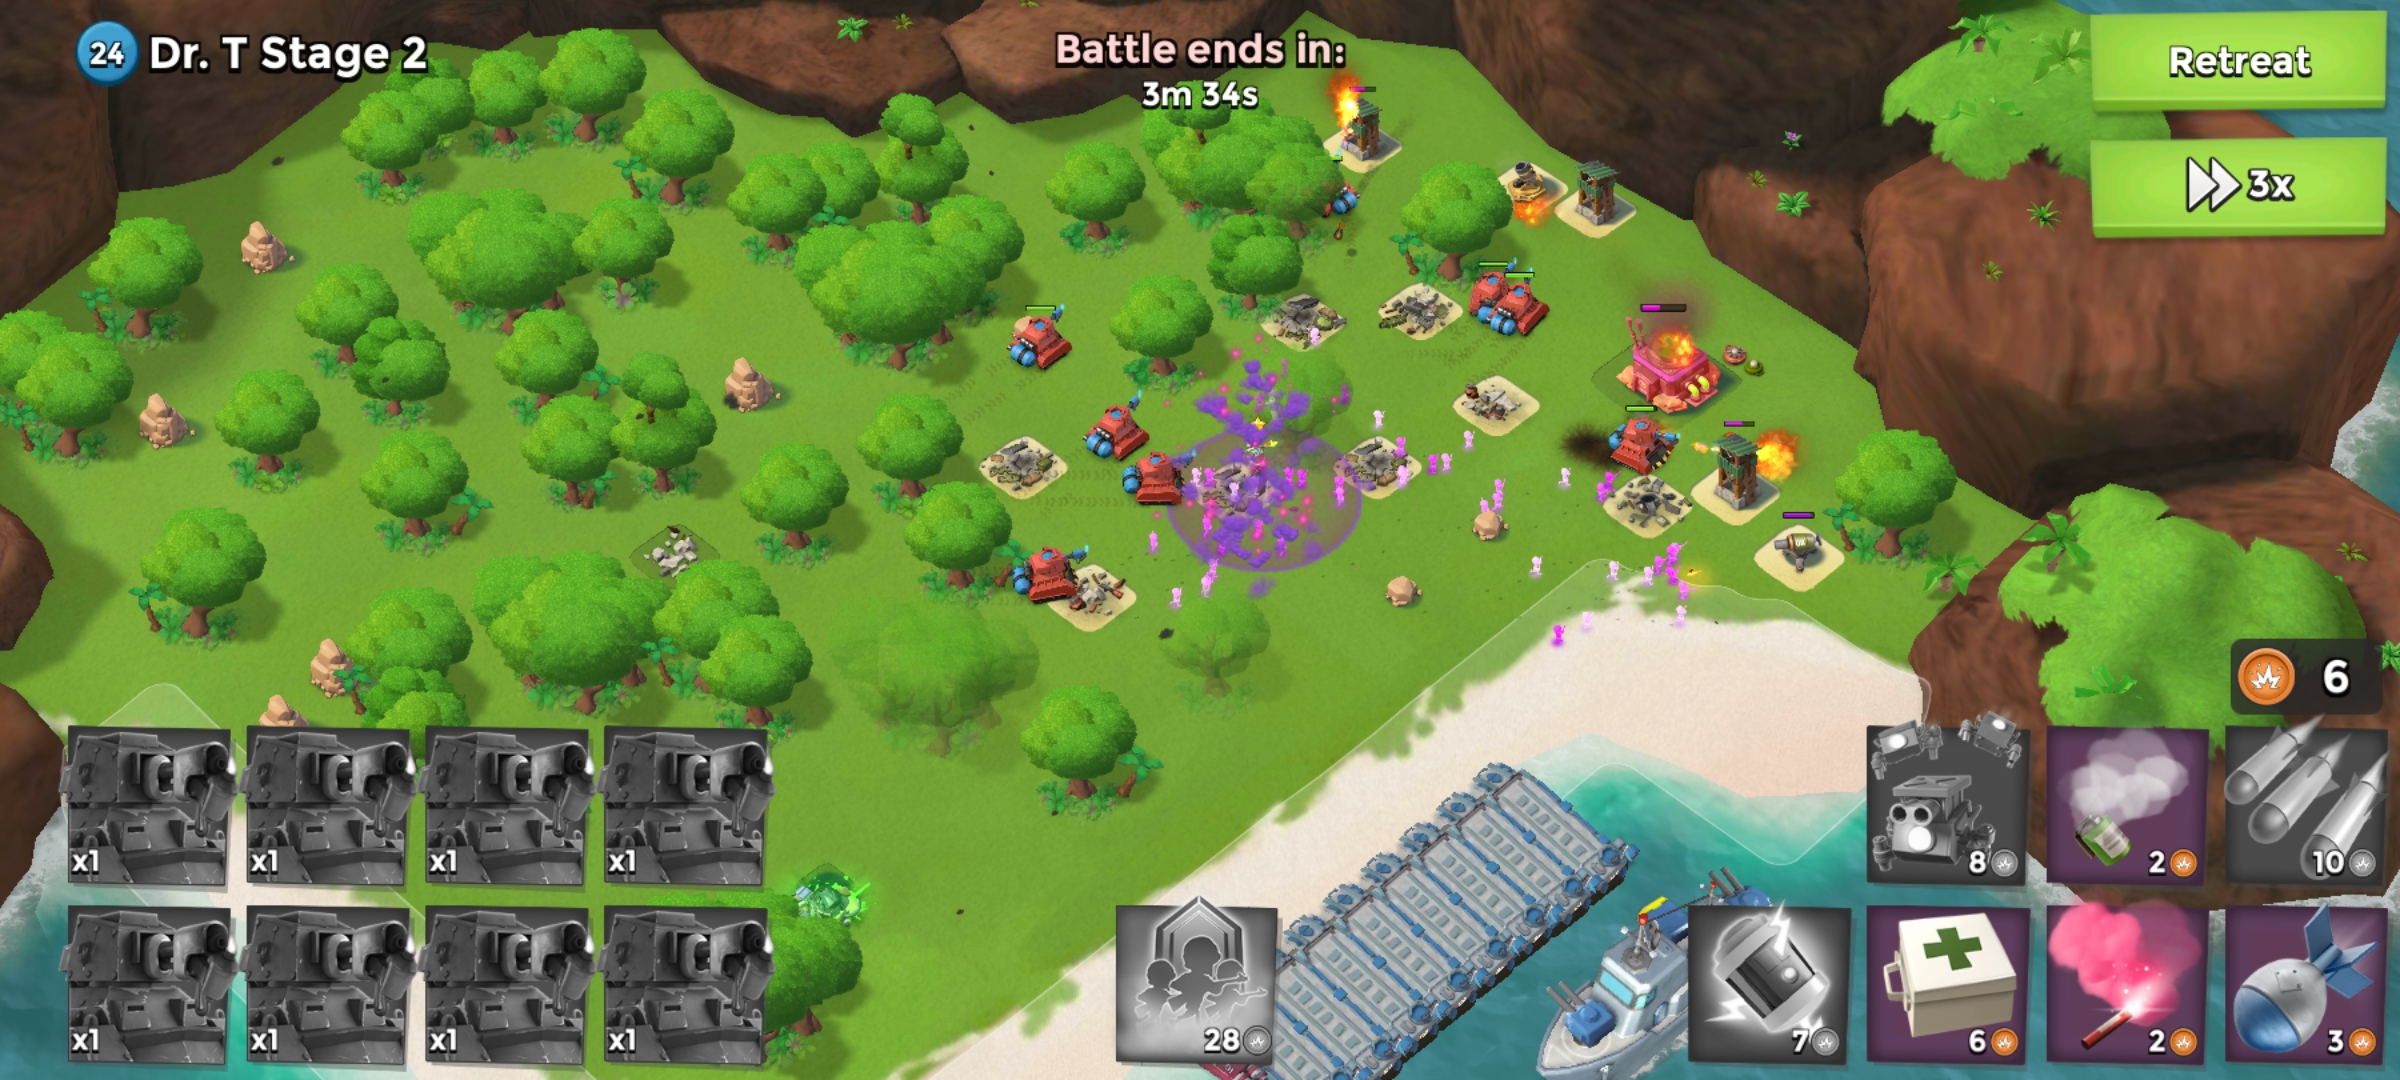 24 Dr. T Stage 2
Battle ends in:
3m 34s
Retreat
3x
6
x1 x1 x1 x1
8 2 10
x1 x1 x1 x1
28 7 6 2 3